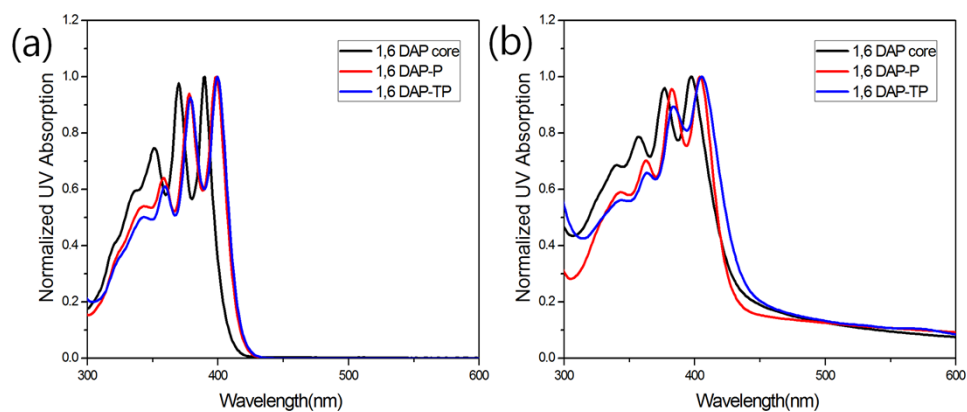 (a)
Normalized UV Absorption
1.2
1.0
0.8
0.6
0.4
0.2
0.0
1,6 DAP core
1,6 DAP-P
1,6 DAP-TP
300 400 500 600
Wavelength(nm)
(b)
Normalized UV Absorption
1.2
1.0
0.8
0.6
0.4
0.2
0.0
1,6 DAP core
1,6 DAP-P
1,6 DAP-TP
300 400 500 600
Wavelength(nm)